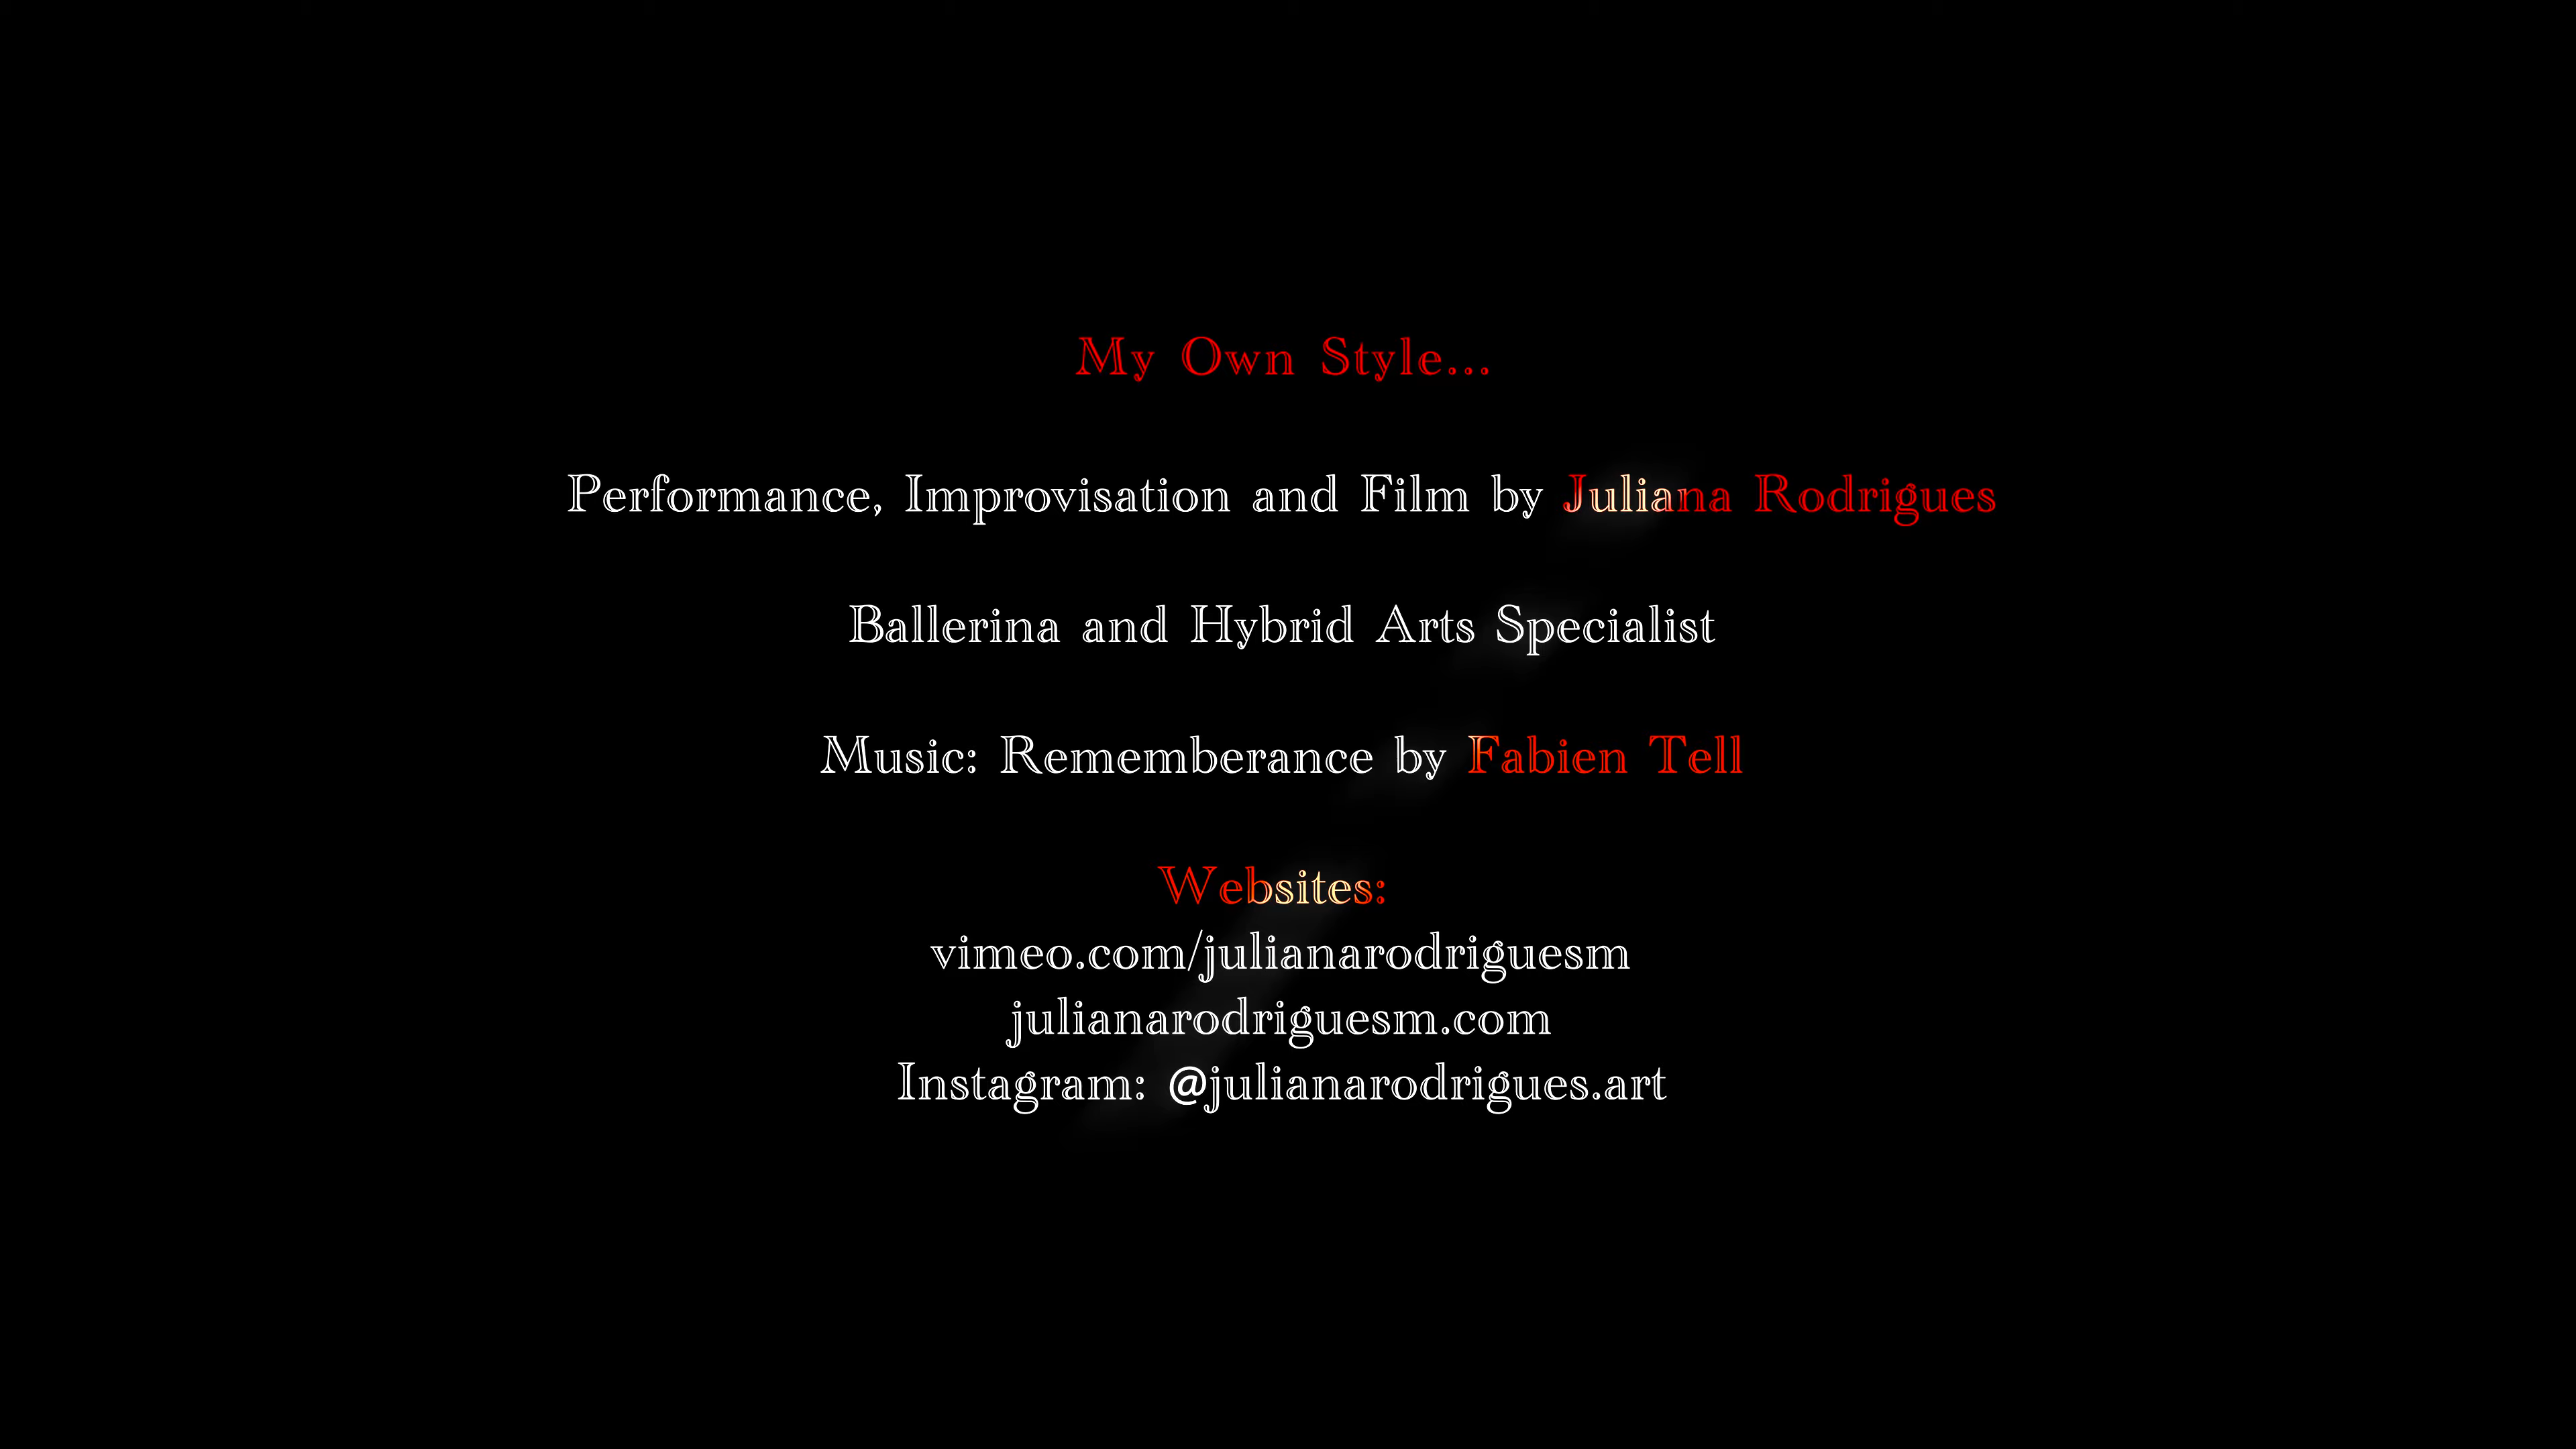 My Own Style...
Performance, Improvisation and Film by Juliana Rodrigues
Ballerina and Hybrid Arts Specialist
Music: Rememberance by Fabien Tell
Websites:
vimeo.com/julianarodriguesm
julianarodriguesm.com
Instagram: @julianarodrigues.art